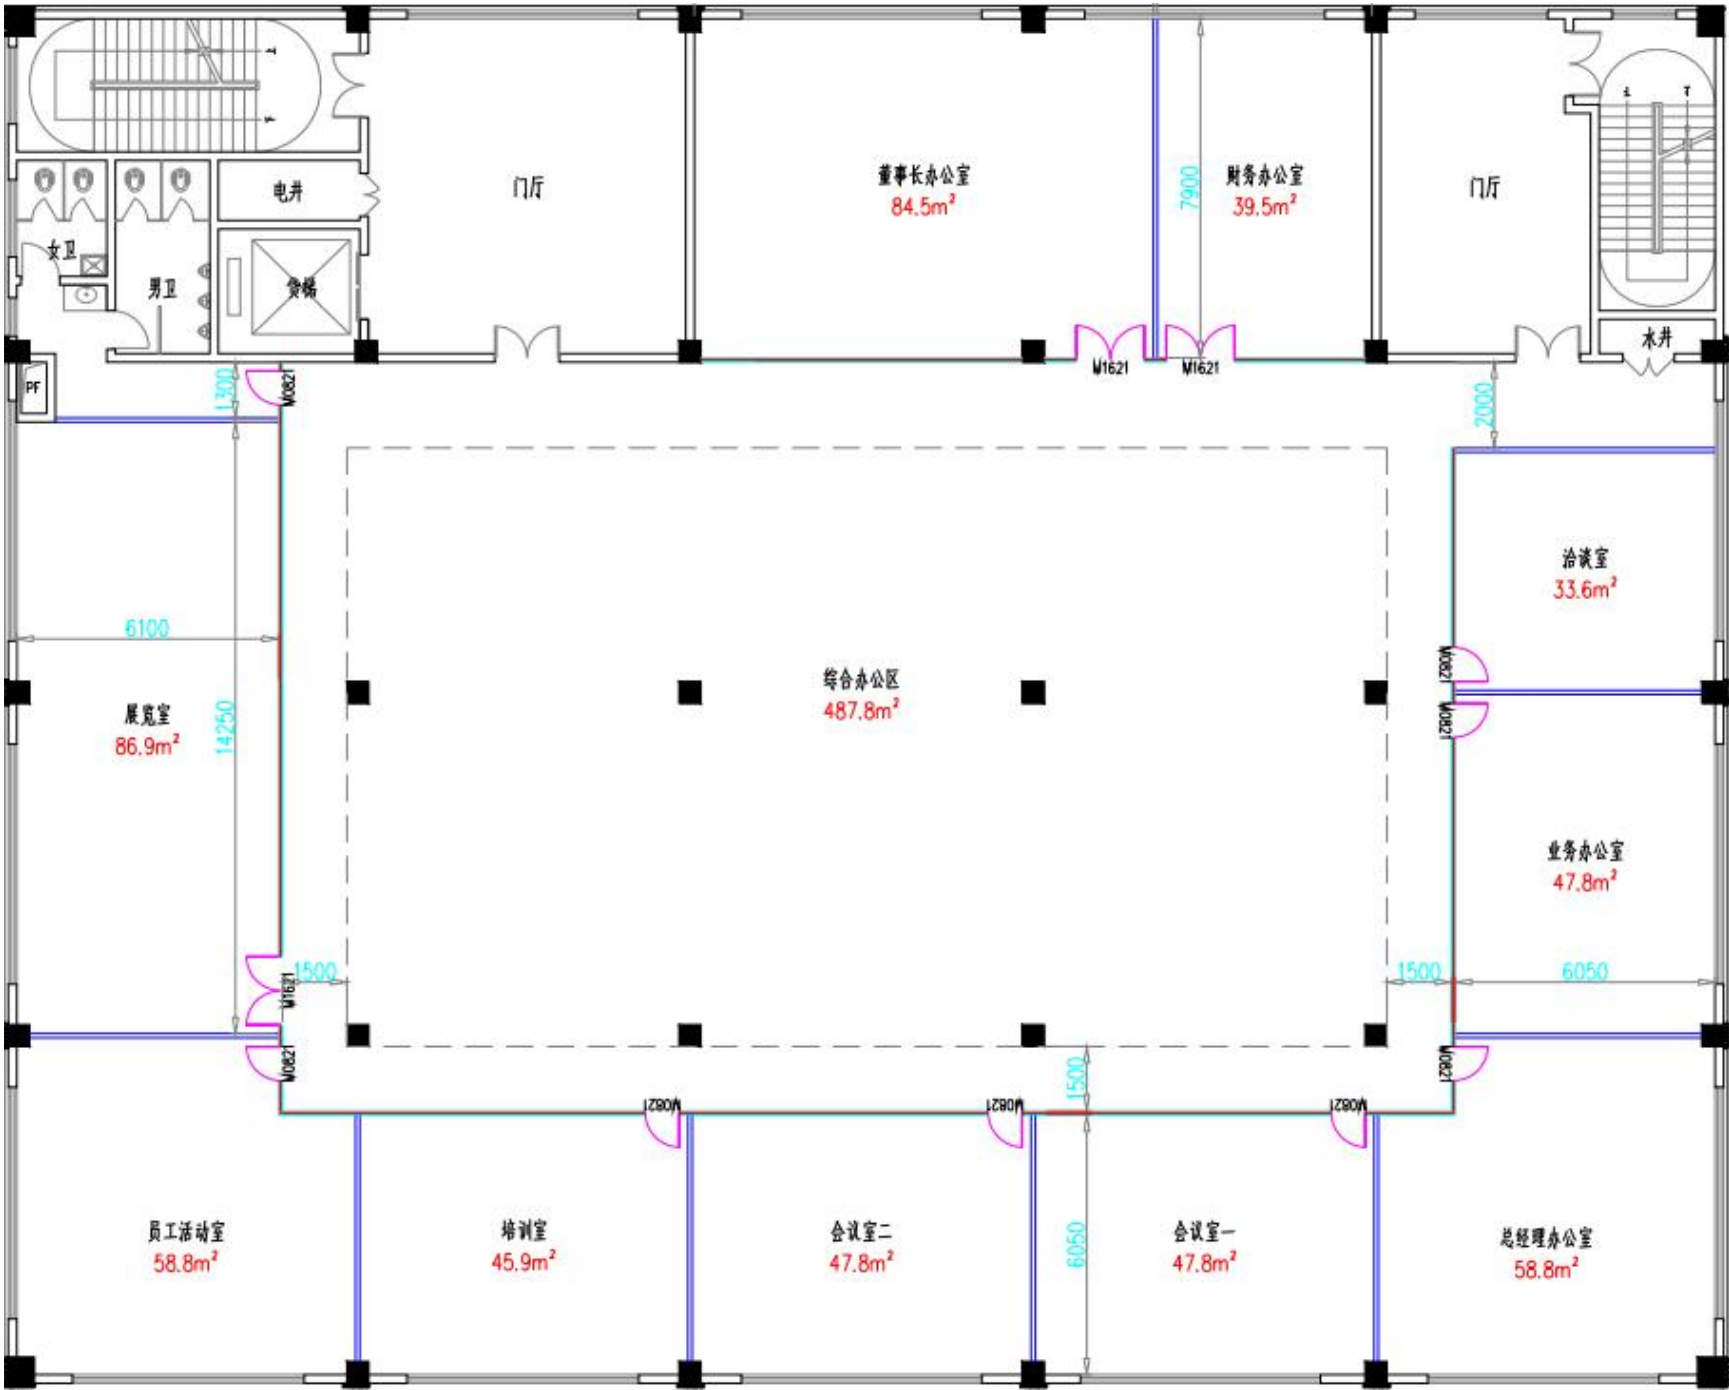 上
下
下
上
电井
门厅
董事长办公室
84.5m²
7900
财务办公室
39.5m²
门厅
女卫
男卫
货梯
水井
PF
1300
M0821
M1621
M1621
2000
洽谈室
33.6m²
6100
综合办公区
487.8m²
M0821
M0821
展览室
86.9m²
14250
业务办公室
47.8m²
1500
M1621
1500
6050
M0821
1500
M0821
M0821
M0821
M0821
员工活动室
58.8m²
培训室
45.9m²
会议室二
47.8m²
6050
会议室一
47.8m²
总经理办公室
58.8m²